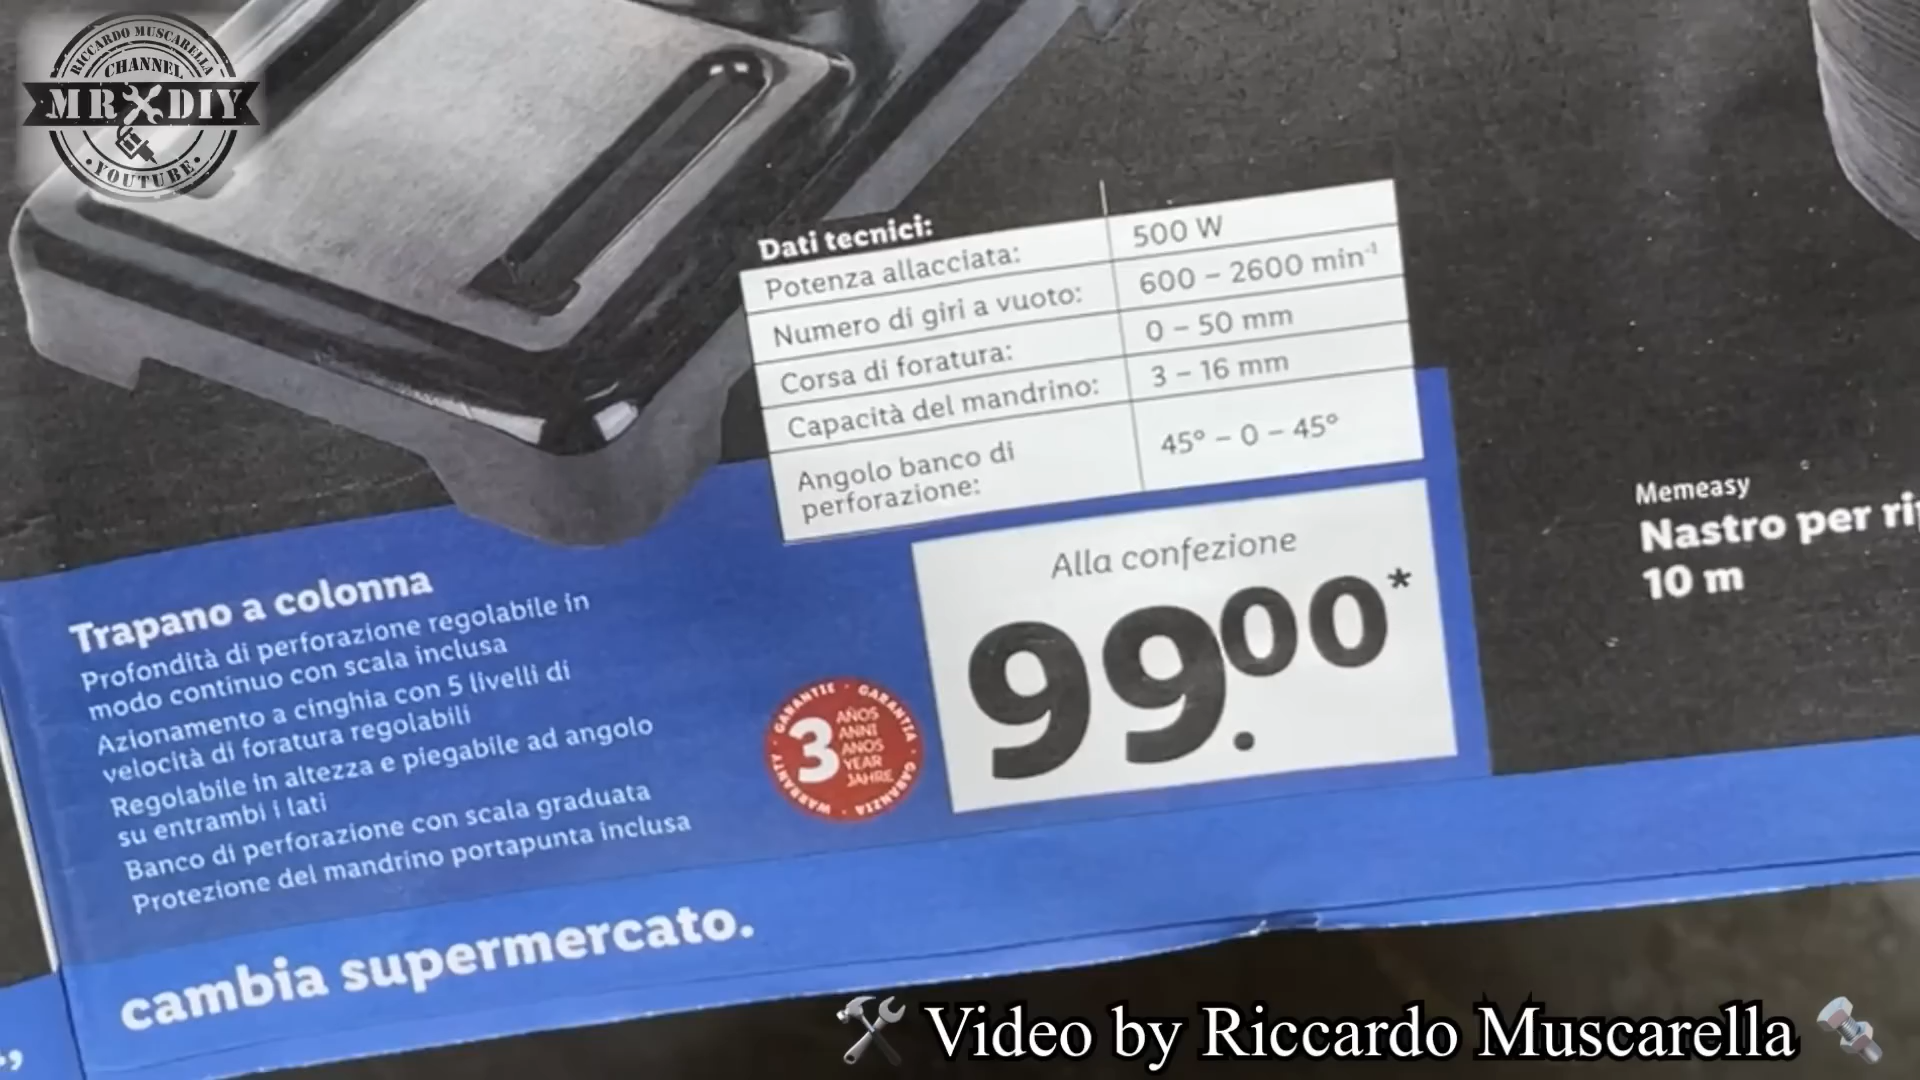 RICCARDO MUSCARELLA
CHANNEL
MR DIY
YOUTUBE
Dati tecnici:
Potenza allacciata: 500 W
Numero di giri a vuoto: 600 – 2600 min⁻¹
Corsa di foratura: 0 – 50 mm
Capacità del mandrino: 3 – 16 mm
Angolo banco di
perforazione: 45° – 0 – 45°
Trapano a colonna
Profondità di perforazione regolabile in
modo continuo con scala inclusa
Azionamento a cinghia con 5 livelli di
velocità di foratura regolabili
Regolabile in altezza e piegabile ad angolo
su entrambi i lati
Banco di perforazione con scala graduata
Protezione del mandrino portapunta inclusa
GARANTIE · GARANTIA · GARANZIA · WARRANTY
3
AÑOS
ANNI
ANOS
YEAR
JAHRE
Alla confezione
99.00*
Memeasy
Nastro per
10 m
cambia supermercato.
Video by Riccardo Muscarella